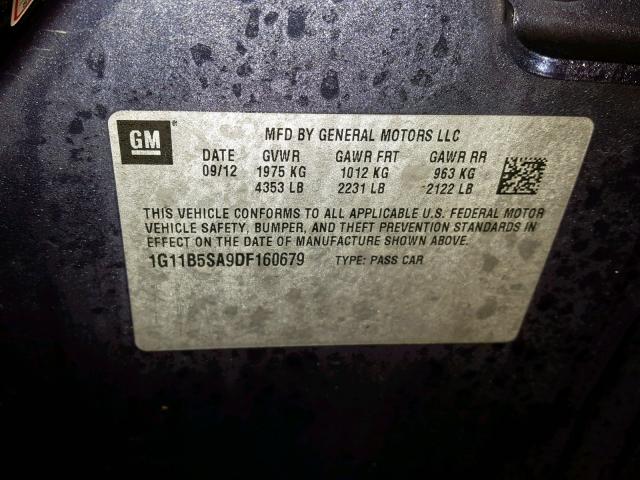 GM
MFD BY GENERAL MOTORS LLC
DATE GVWR GAWR FRT GAWR RR
09/12 1975 KG 1012 KG 963 KG
4353 LB 2231 LB 2122 LB
THIS VEHICLE CONFORMS TO ALL APPLICABLE U.S. FEDERAL MOTOR
VEHICLE SAFETY, BUMPER, AND THEFT PREVENTION STANDARDS IN
EFFECT ON THE DATE OF MANUFACTURE SHOWN ABOVE.
1G11B5SA9DF160679 TYPE: PASS CAR